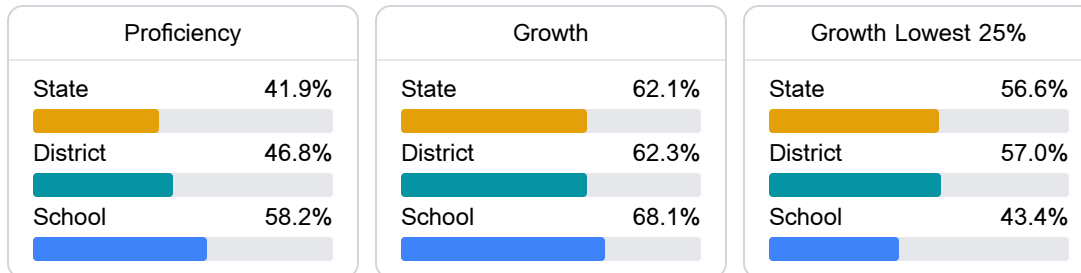 Proficiency
State 41.9%
District 46.8%
School 58.2%
Growth
State 62.1%
District 62.3%
School 68.1%
Growth Lowest 25%
State 56.6%
District 57.0%
School 43.4%